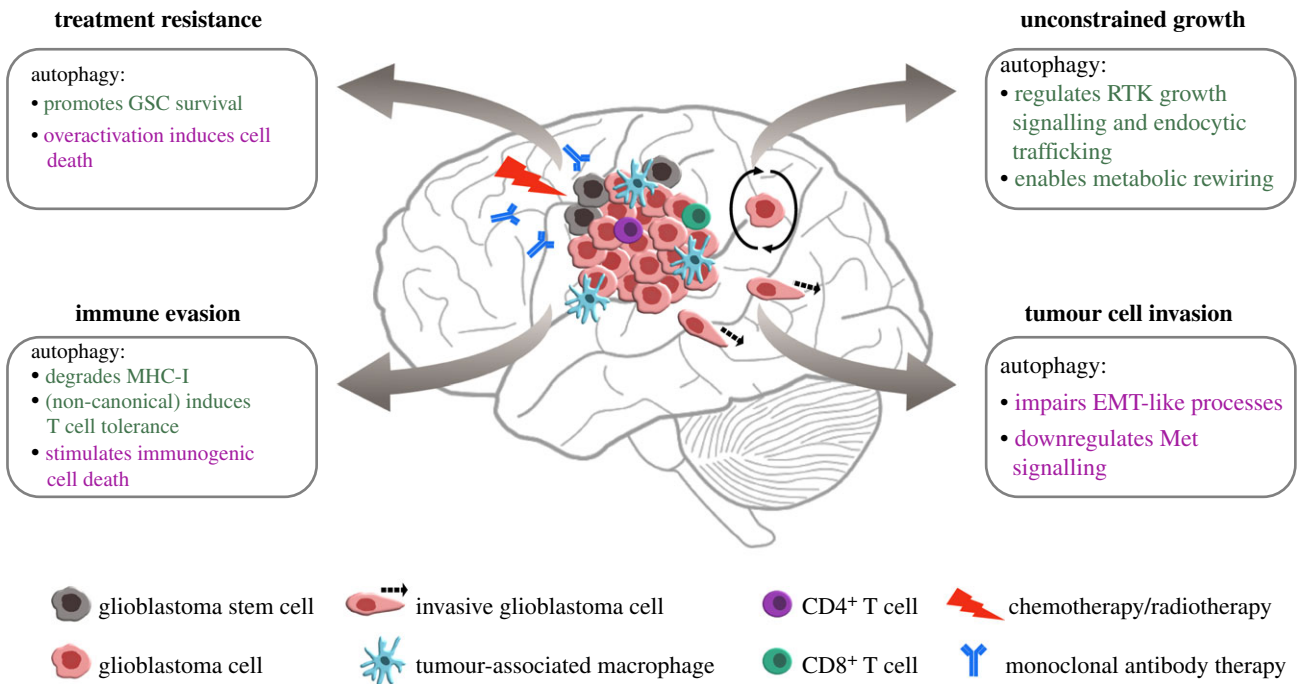 treatment resistance
autophagy:
• promotes GSC survival
• overactivation induces cell
death
unconstrained growth
autophagy:
• regulates RTK growth
signalling and endocytic
trafficking
• enables metabolic rewiring
immune evasion
autophagy:
• degrades MHC-I
• (non-canonical) induces
T cell tolerance
• stimulates immunogenic
cell death
tumour cell invasion
autophagy:
• impairs EMT-like processes
• downregulates Met
signalling
glioblastoma stem cell
invasive glioblastoma cell
CD4⁺ T cell
chemotherapy/radiotherapy
glioblastoma cell
tumour-associated macrophage
CD8⁺ T cell
monoclonal antibody therapy